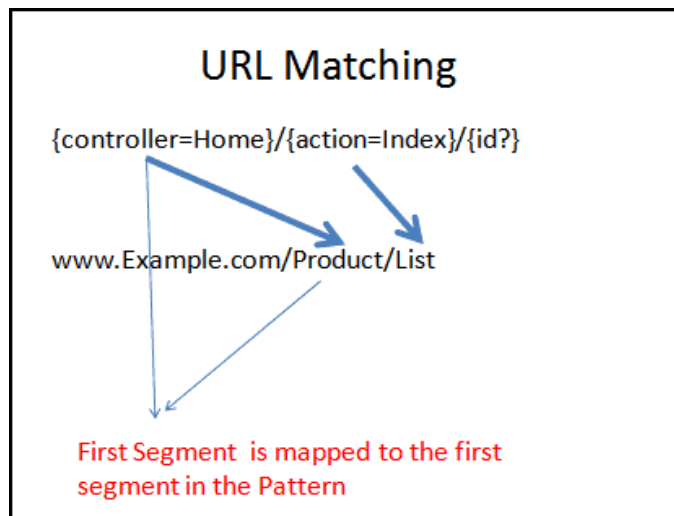 URL Matching
{controller=Home}/{action=Index}/{id?}
www.Example.com/Product/List
First Segment  is mapped to the first
segment in the Pattern